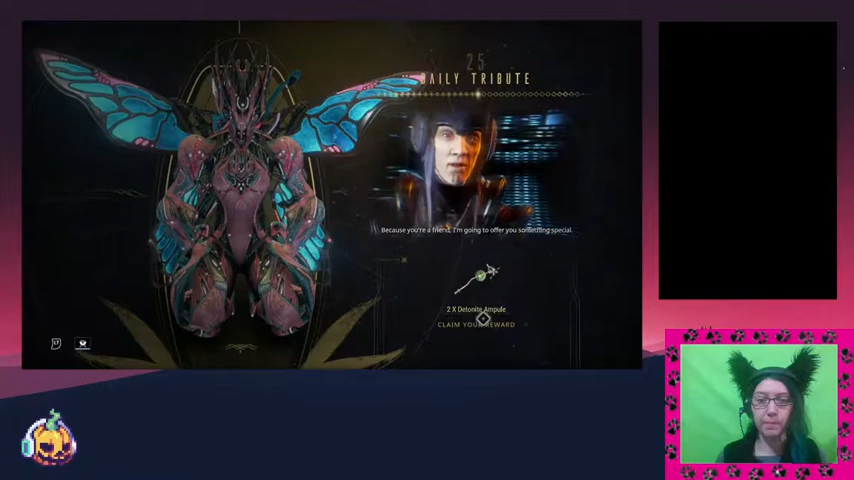 25
DAILY TRIBUTE
Because you're a friend, I'm going to offer you something special.
2 X Detonite Ampule
CLAIM YOUR REWARD
LT